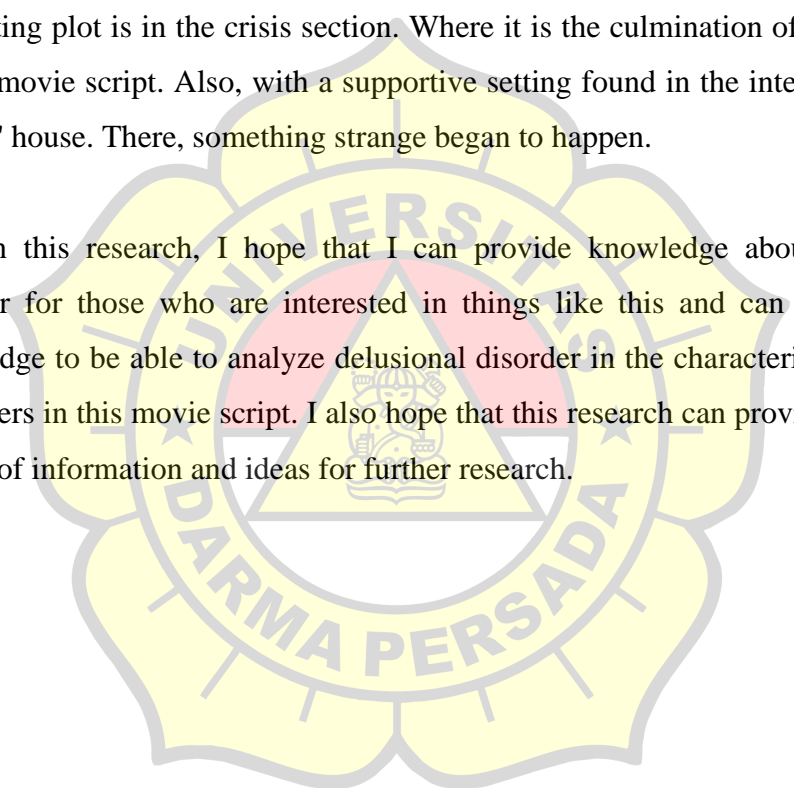 ting plot is in the crisis section. Where it is the culmination of
movie script. Also, with a supportive setting found in the inte
' house. There, something strange began to happen.
this research, I hope that I can provide knowledge abou
r for those who are interested in things like this and can
dge to be able to analyze delusional disorder in the characteri
ers in this movie script. I also hope that this research can provi
of information and ideas for further research.
UNIVERSITAS
DARMA PERSADA